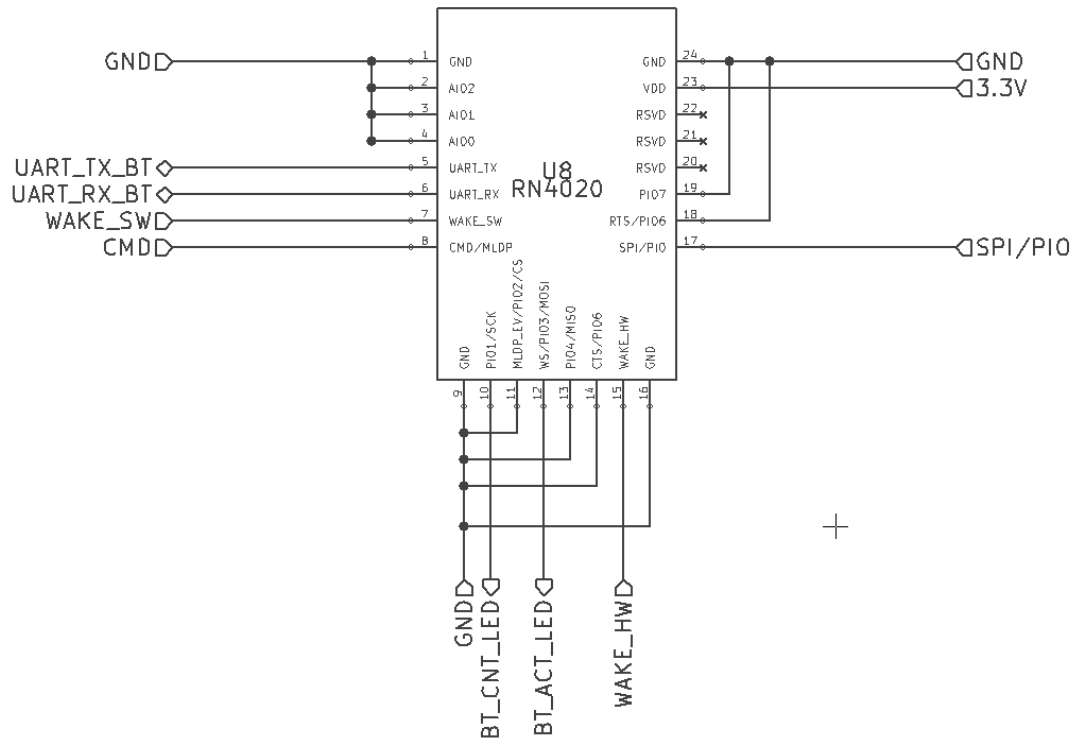 GND
1
GND
GND
24
GND
2
AIO2
VDD
23
3.3V
3
AIO1
RSVD
22
4
AIO0
RSVD
21
UART_TX_BT
5
UART_TX
RSVD
20
U8
RN4020
UART_RX_BT
6
UART_RX
PIO7
19
WAKE_SW
7
WAKE_SW
RTS/PIO6
18
CMD
8
CMD/MLDP
SPI/PIO
17
SPI/PIO
GND
PIO1/SCK
MLDP_EV/PIO2/CS
WS/PIO3/MOSI
PIO4/MISO
CTS/PIO6
WAKE_HW
GND
9
10
11
12
13
14
15
16
GND
BT_CNT_LED
BT_ACT_LED
WAKE_HW